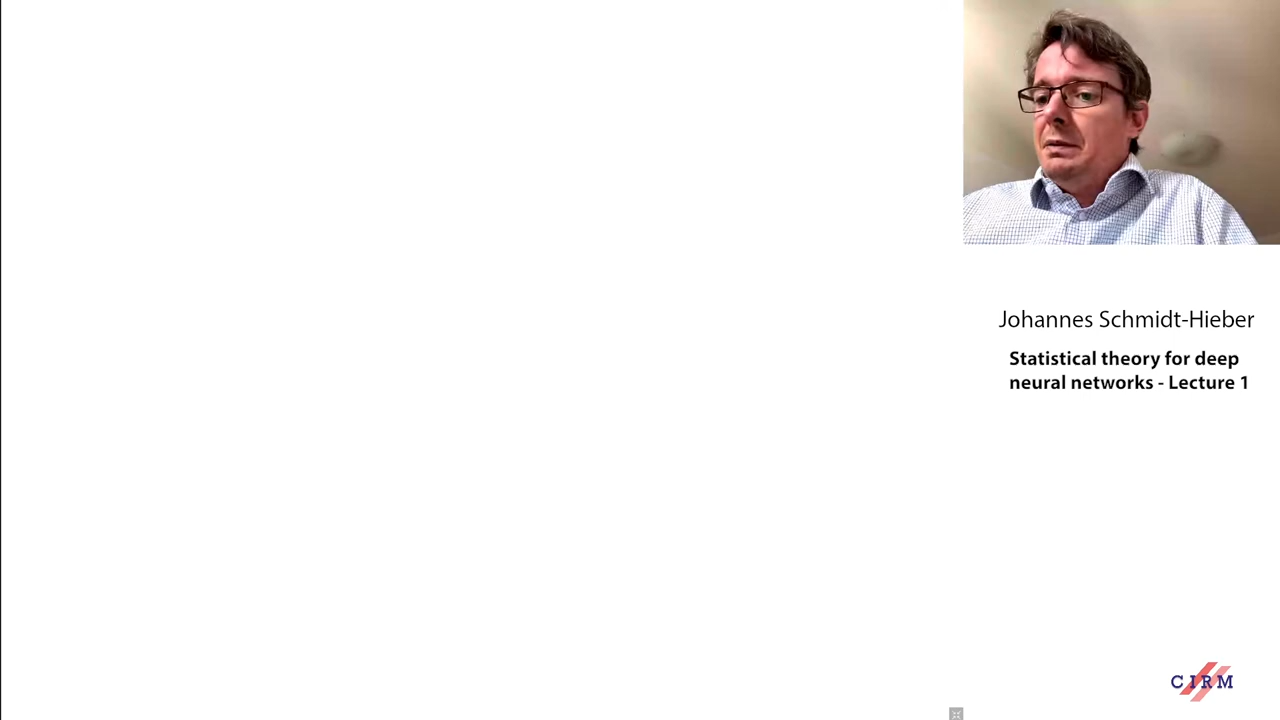 Johannes Schmidt-Hieber
Statistical theory for deep
neural networks - Lecture 1
CIRM